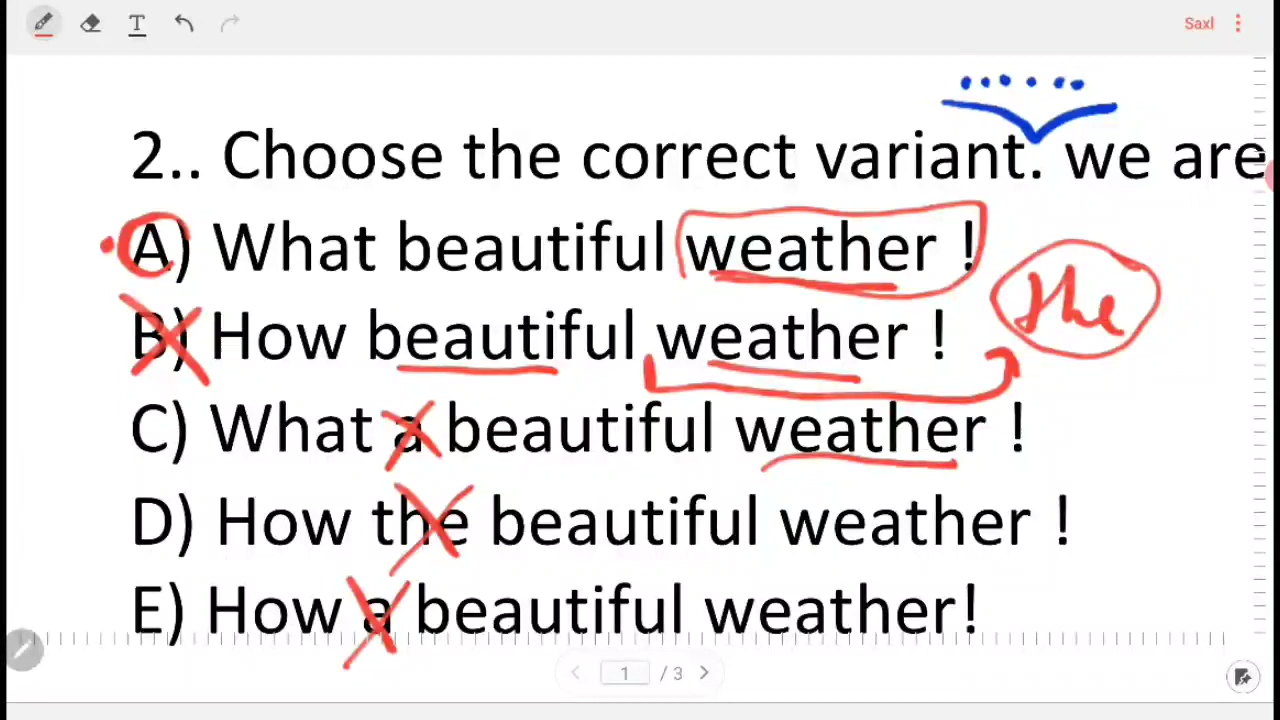 T
Saxl
2.. Choose the correct variant. we are
A) What beautiful weather !
the
B) How beautiful weather !
C) What a beautiful weather !
D) How the beautiful weather !
E) How a beautiful weather!
1 / 3